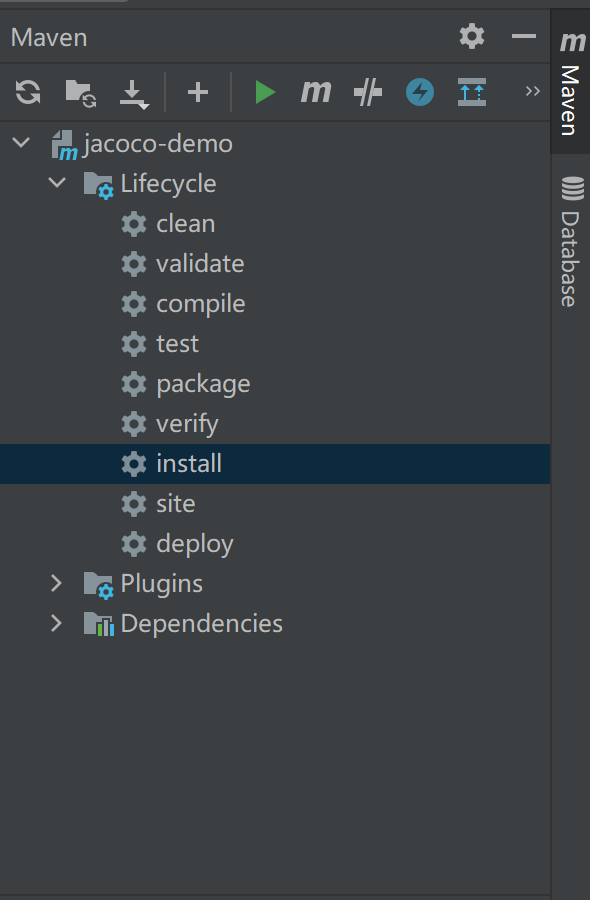 Maven
m
»
jacoco-demo
Lifecycle
clean
validate
compile
test
package
verify
install
site
deploy
Plugins
Dependencies
m Maven
Database